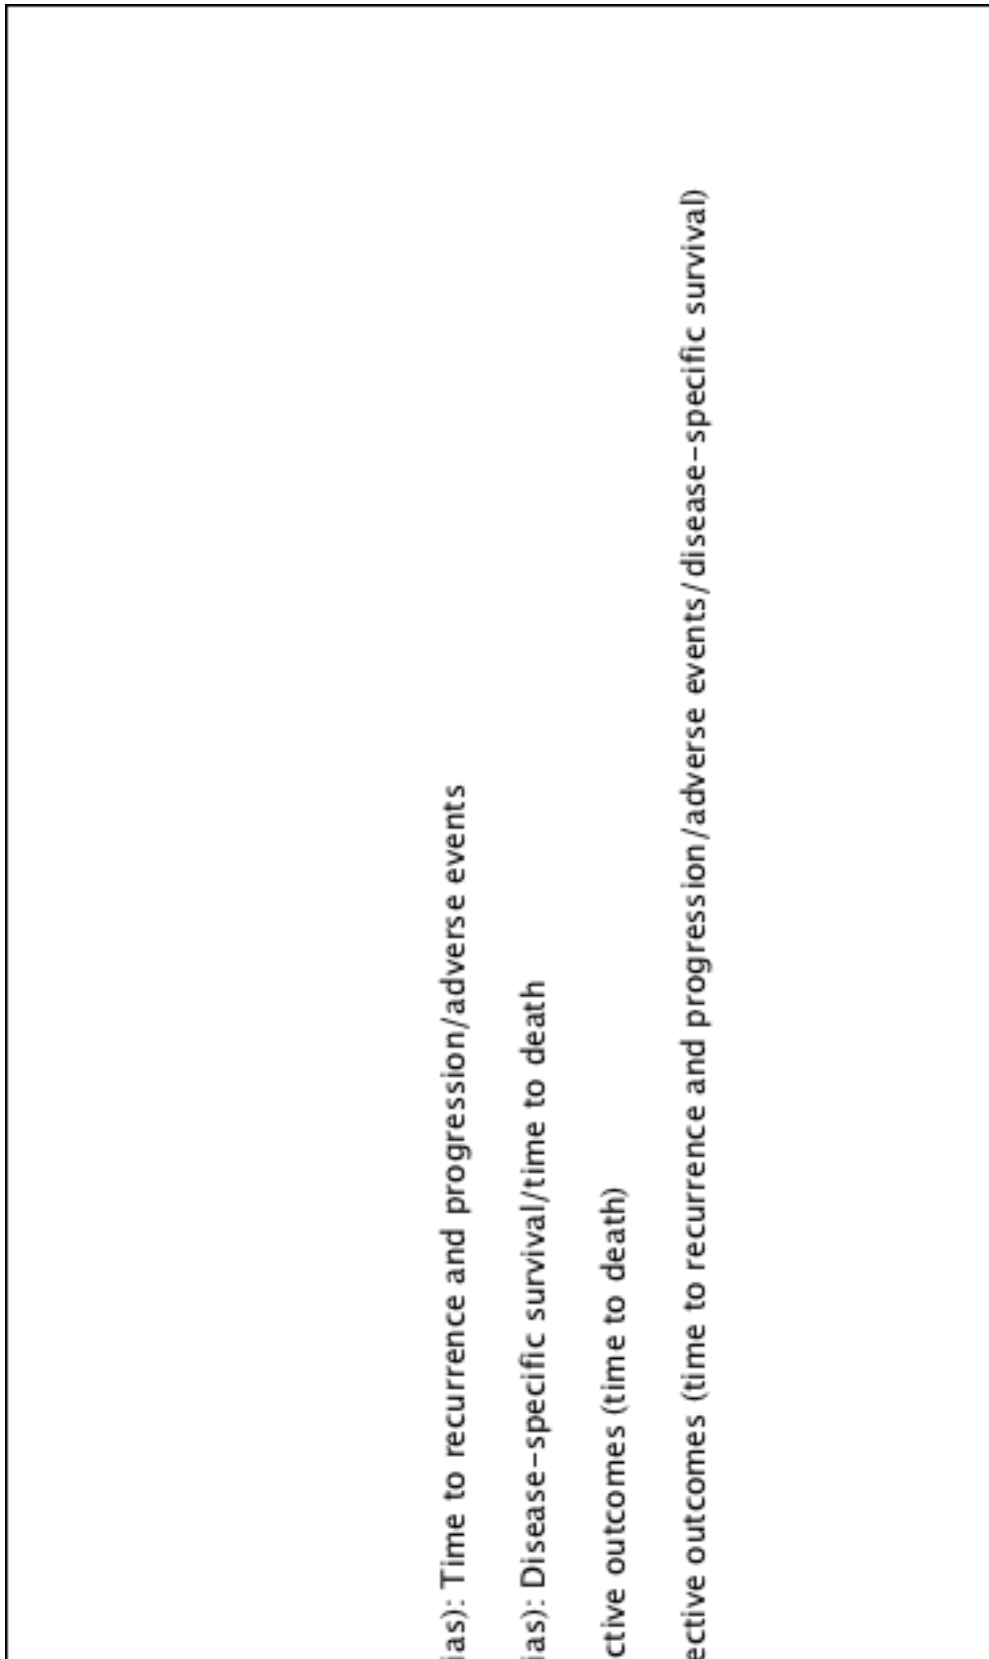 ias): Time to recurrence and progression/adverse events
ias): Disease-specific survival/time to death
ctive outcomes (time to death)
ective outcomes (time to recurrence and progression/adverse events/disease-specific survival)